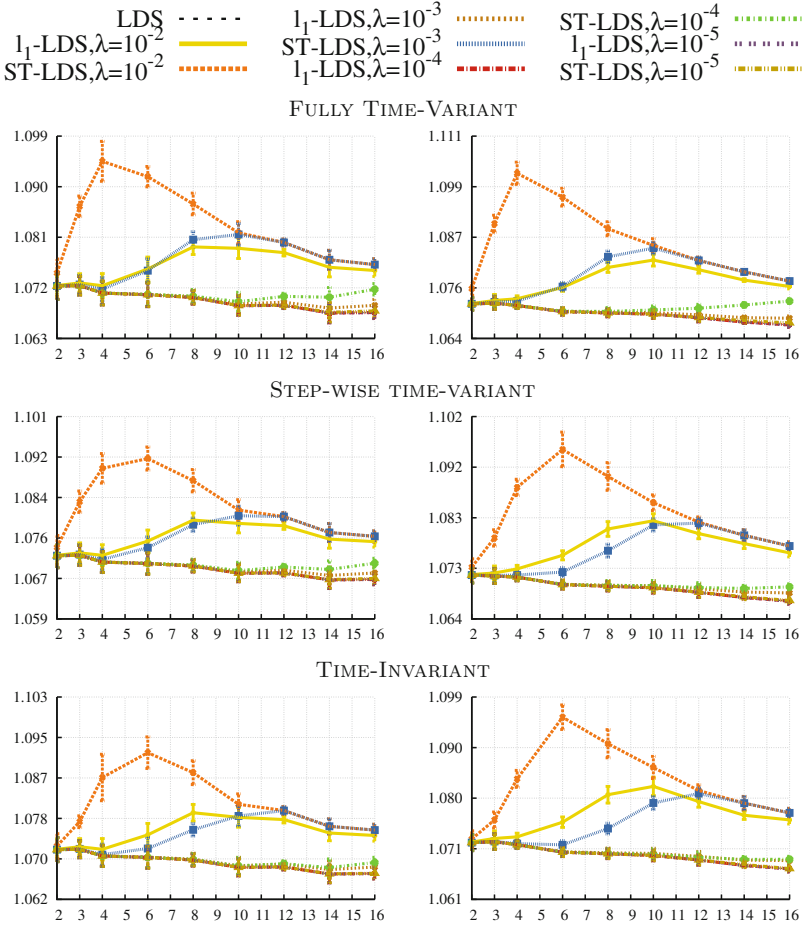 LDS
l₁-LDS,λ=10⁻²
ST-LDS,λ=10⁻²
l₁-LDS,λ=10⁻³
ST-LDS,λ=10⁻³
l₁-LDS,λ=10⁻⁴
ST-LDS,λ=10⁻⁴
l₁-LDS,λ=10⁻⁵
ST-LDS,λ=10⁻⁵
FULLY TIME-VARIANT
1.099
1.090
1.081
1.072
1.063
2 3 4 5 6 7 8 9 10 11 12 13 14 15 16
1.111
1.099
1.087
1.076
1.064
2 3 4 5 6 7 8 9 10 11 12 13 14 15 16
STEP-WISE TIME-VARIANT
1.101
1.092
1.084
1.076
1.067
1.059
2 3 4 5 6 7 8 9 10 11 12 13 14 15 16
1.102
1.092
1.083
1.073
1.064
2 3 4 5 6 7 8 9 10 11 12 13 14 15 16
TIME-INVARIANT
1.103
1.095
1.087
1.078
1.070
1.062
2 3 4 5 6 7 8 9 10 11 12 13 14 15 16
1.099
1.090
1.080
1.071
1.061
2 3 4 5 6 7 8 9 10 11 12 13 14 15 16